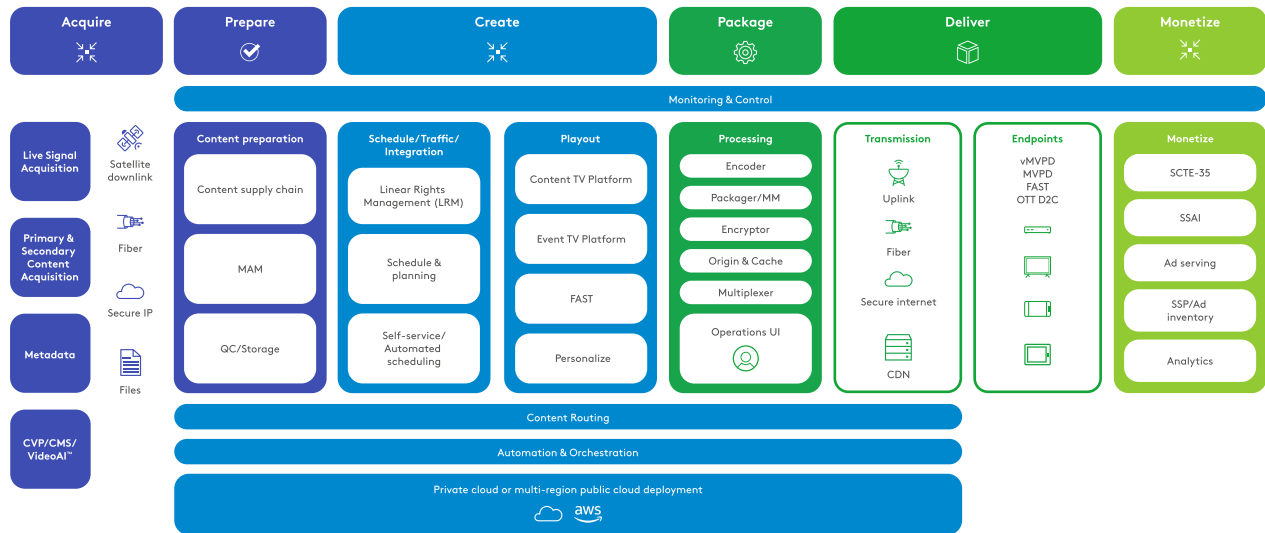 Acquire
Prepare
Create
Package
Deliver
Monetize
Monitoring & Control
Live Signal
Acquisition
Primary &
Secondary
Content
Acquisition
Metadata
CVP/CMS/
VideoAI™
Satellite
downlink
Fiber
Secure IP
Files
Content preparation
Content supply chain
MAM
QC/Storage
Schedule/Traffic/
Integration
Linear Rights
Management (LRM)
Schedule &
planning
Self-service/
Automated
scheduling
Playout
Content TV Platform
Event TV Platform
FAST
Personalize
Processing
Encoder
Packager/MM
Encryptor
Origin & Cache
Multiplexer
Operations UI
Transmission
Uplink
Fiber
Secure internet
CDN
Endpoints
vMVPD
MVPD
FAST
OTT D2C
Monetize
SCTE-35
SSAI
Ad serving
SSP/Ad
inventory
Analytics
Content Routing
Automation & Orchestration
Private cloud or multi-region public cloud deployment
aws